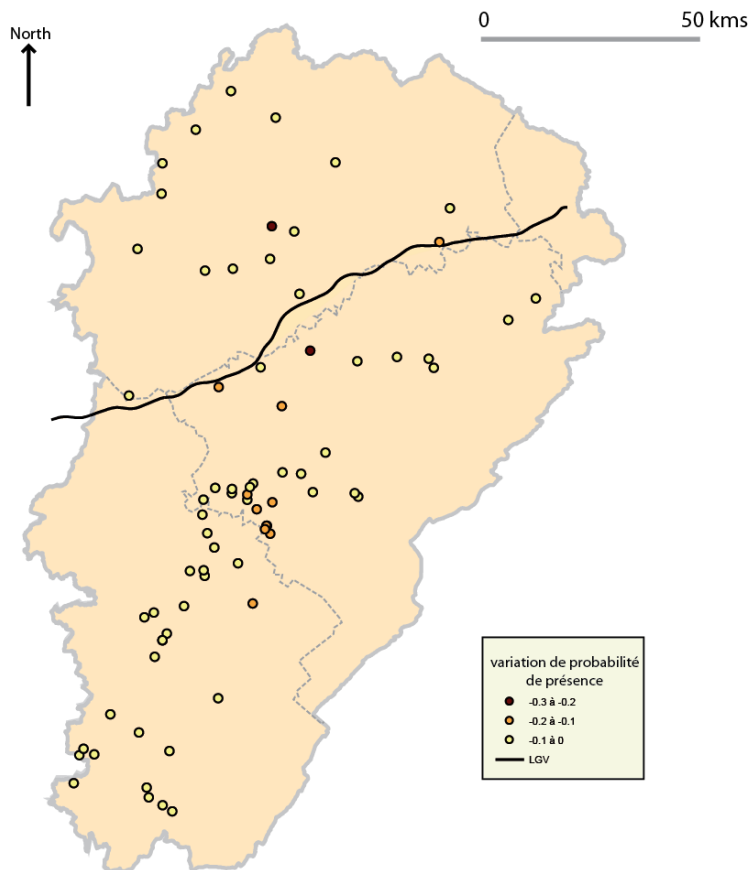 North
0 50 kms
variation de probabilité
de présence
-0.3 à -0.2
-0.2 à -0.1
-0.1 à 0
LGV